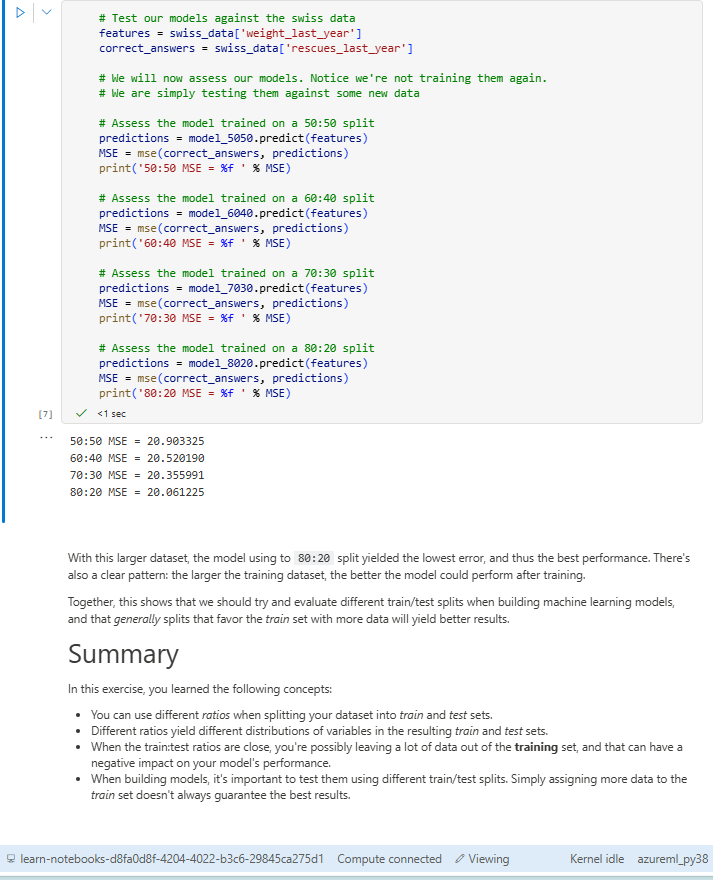 # Test our models against the swiss data
features = swiss_data['weight_last_year']
correct_answers = swiss_data['rescues_last_year']
# We will now assess our models. Notice we're not training them again.
# We are simply testing them against some new data
# Assess the model trained on a 50:50 split
predictions = model_5050.predict(features)
MSE = mse(correct_answers, predictions)
print('50:50 MSE = %f ' % MSE)
# Assess the model trained on a 60:40 split
predictions = model_6040.predict(features)
MSE = mse(correct_answers, predictions)
print('60:40 MSE = %f ' % MSE)
# Assess the model trained on a 70:30 split
predictions = model_7030.predict(features)
MSE = mse(correct_answers, predictions)
print('70:30 MSE = %f ' % MSE)
# Assess the model trained on a 80:20 split
predictions = model_8020.predict(features)
MSE = mse(correct_answers, predictions)
print('80:20 MSE = %f ' % MSE)
[7] <1 sec
50:50 MSE = 20.903325
60:40 MSE = 20.520190
70:30 MSE = 20.355991
80:20 MSE = 20.061225
With this larger dataset, the model using to 80:20 split yielded the lowest error, and thus the best performance. There's
also a clear pattern: the larger the training dataset, the better the model could perform after training.
Together, this shows that we should try and evaluate different train/test splits when building machine learning models,
and that generally splits that favor the train set with more data will yield better results.
Summary
In this exercise, you learned the following concepts:
• You can use different ratios when splitting your dataset into train and test sets.
• Different ratios yield different distributions of variables in the resulting train and test sets.
• When the train:test ratios are close, you're possibly leaving a lot of data out of the training set, and that can have a
negative impact on your model's performance.
• When building models, it's important to test them using different train/test splits. Simply assigning more data to the
train set doesn't always guarantee the best results.
learn-notebooks-d8fa0d8f-4204-4022-b3c6-29845ca275d1 Compute connected Viewing Kernel idle azureml_py38